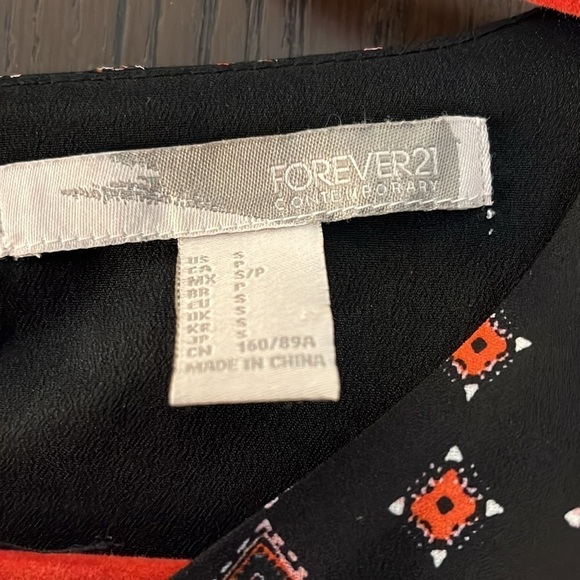 FOREVER21
CONTEMPORARY
US S
CA P
MX S/P
BR P
EU S
UK S
KR S
JP S
CN 160/89A
MADE IN CHINA